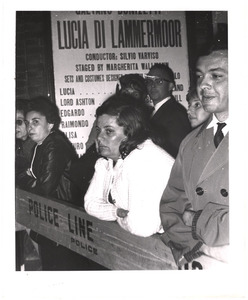 GAETANO DONIZETTI
LUCIA DI LAMMERMOOR
CONDUCTOR: SILVIO VARVISO
STAGED BY MARGHERITA WALLMANN
SETS AND COSTUMES DESIGNED
LUCIA
LORD ASHTON
EDGARDO
RAIMONDO
POLICE LINE
POLICE